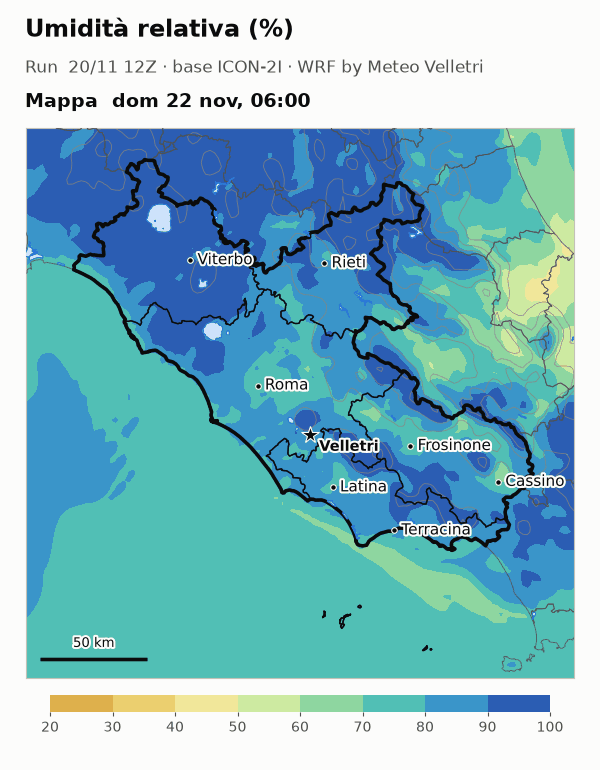 Umidità relativa (%)
Run  20/11 12Z · base ICON-2I · WRF by Meteo Velletri
Mappa  dom 22 nov, 06:00
Viterbo
Rieti
Roma
Velletri
Frosinone
Cassino
Latina
Terracina
50 km
20 30 40 50 60 70 80 90 100